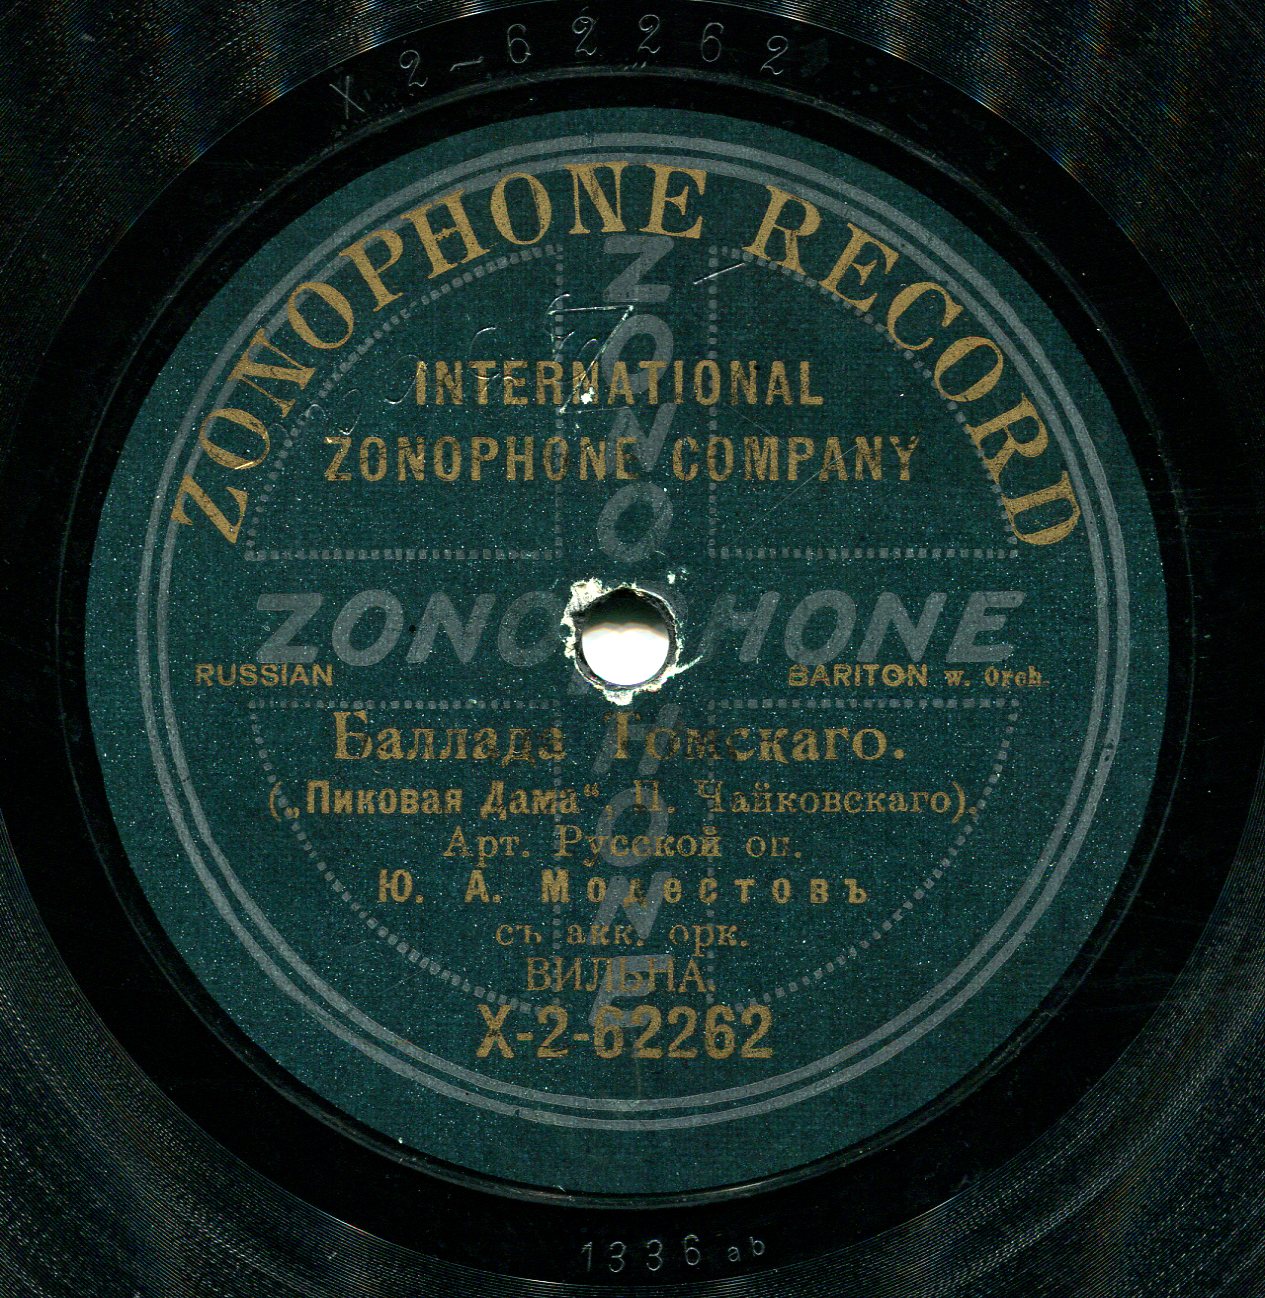 X 2-62262
ZONOPHONE RECORD
ZONOPHONE
INTERNATIONAL
ZONOPHONE COMPANY
ZONOPHONE
RUSSIAN
BARITON w. Orch.
Баллада Томскаго.
(„Пиковая Дама“, П. Чайковскаго),
Арт. Русской оп.
Ю. А. Модестовъ
съ акк. орк.
ВИЛЬНА.
X-2-62262
1336 ab